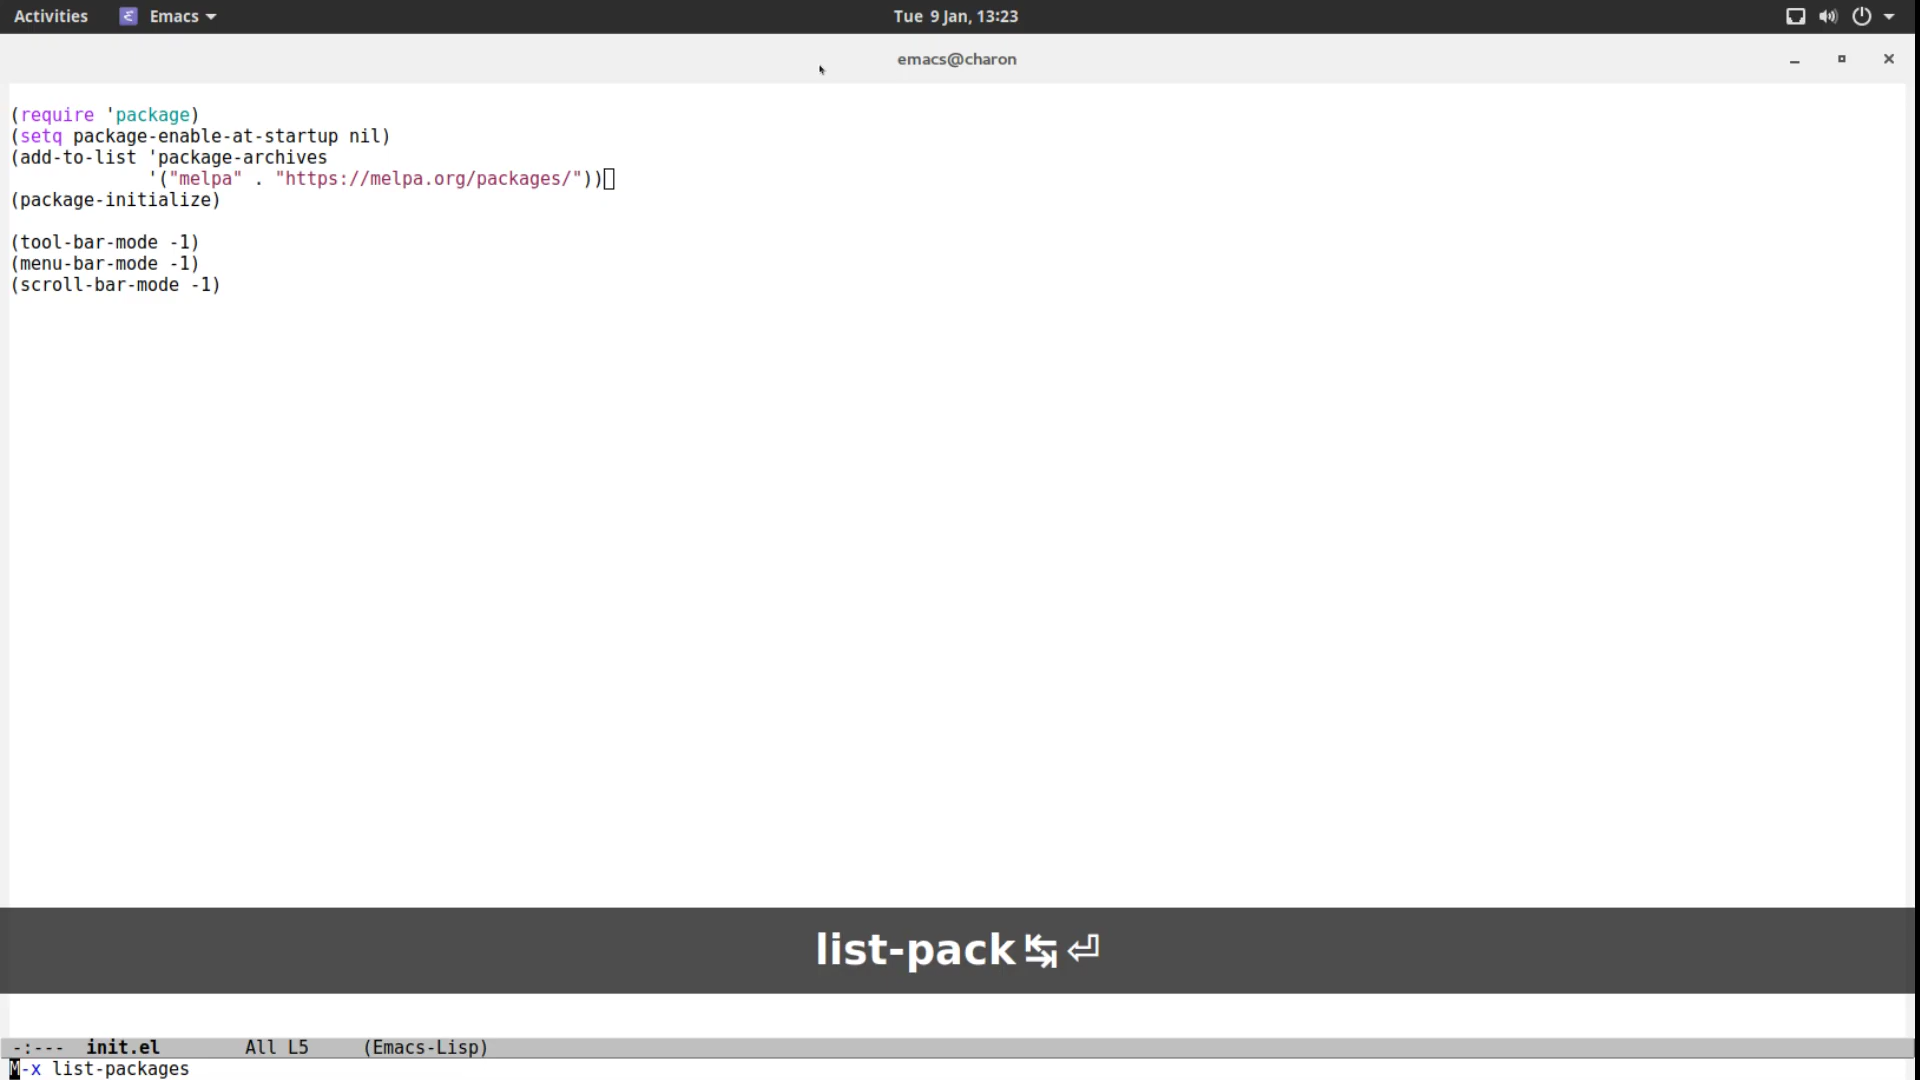 Activities Emacs Tue 9 Jan, 13:23
emacs@charon
(require 'package)
(setq package-enable-at-startup nil)
(add-to-list 'package-archives
'("melpa" . "https://melpa.org/packages/"))
(package-initialize)
(tool-bar-mode -1)
(menu-bar-mode -1)
(scroll-bar-mode -1)
list-pack ↹ ⏎
-:--- init.el All L5 (Emacs-Lisp)
M-x list-packages